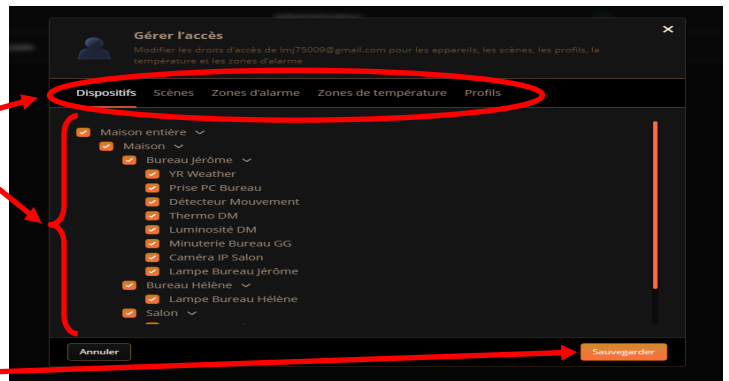 Gérer l'accès
Modifier les droits d'accès de lmj75009@gmail.com pour les appareils, les scènes, les profils, la
température et les zones d'alarme
Dispositifs Scènes Zones d'alarme Zones de température Profils
Maison entière
Maison
Bureau Jérôme
YR Weather
Prise PC Bureau
Détecteur Mouvement
Thermo DM
Luminosité DM
Minuterie Bureau GG
Caméra IP Salon
Lampe Bureau Jérôme
Bureau Hélène
Lampe Bureau Hélène
Salon
Annuler Sauvegarder